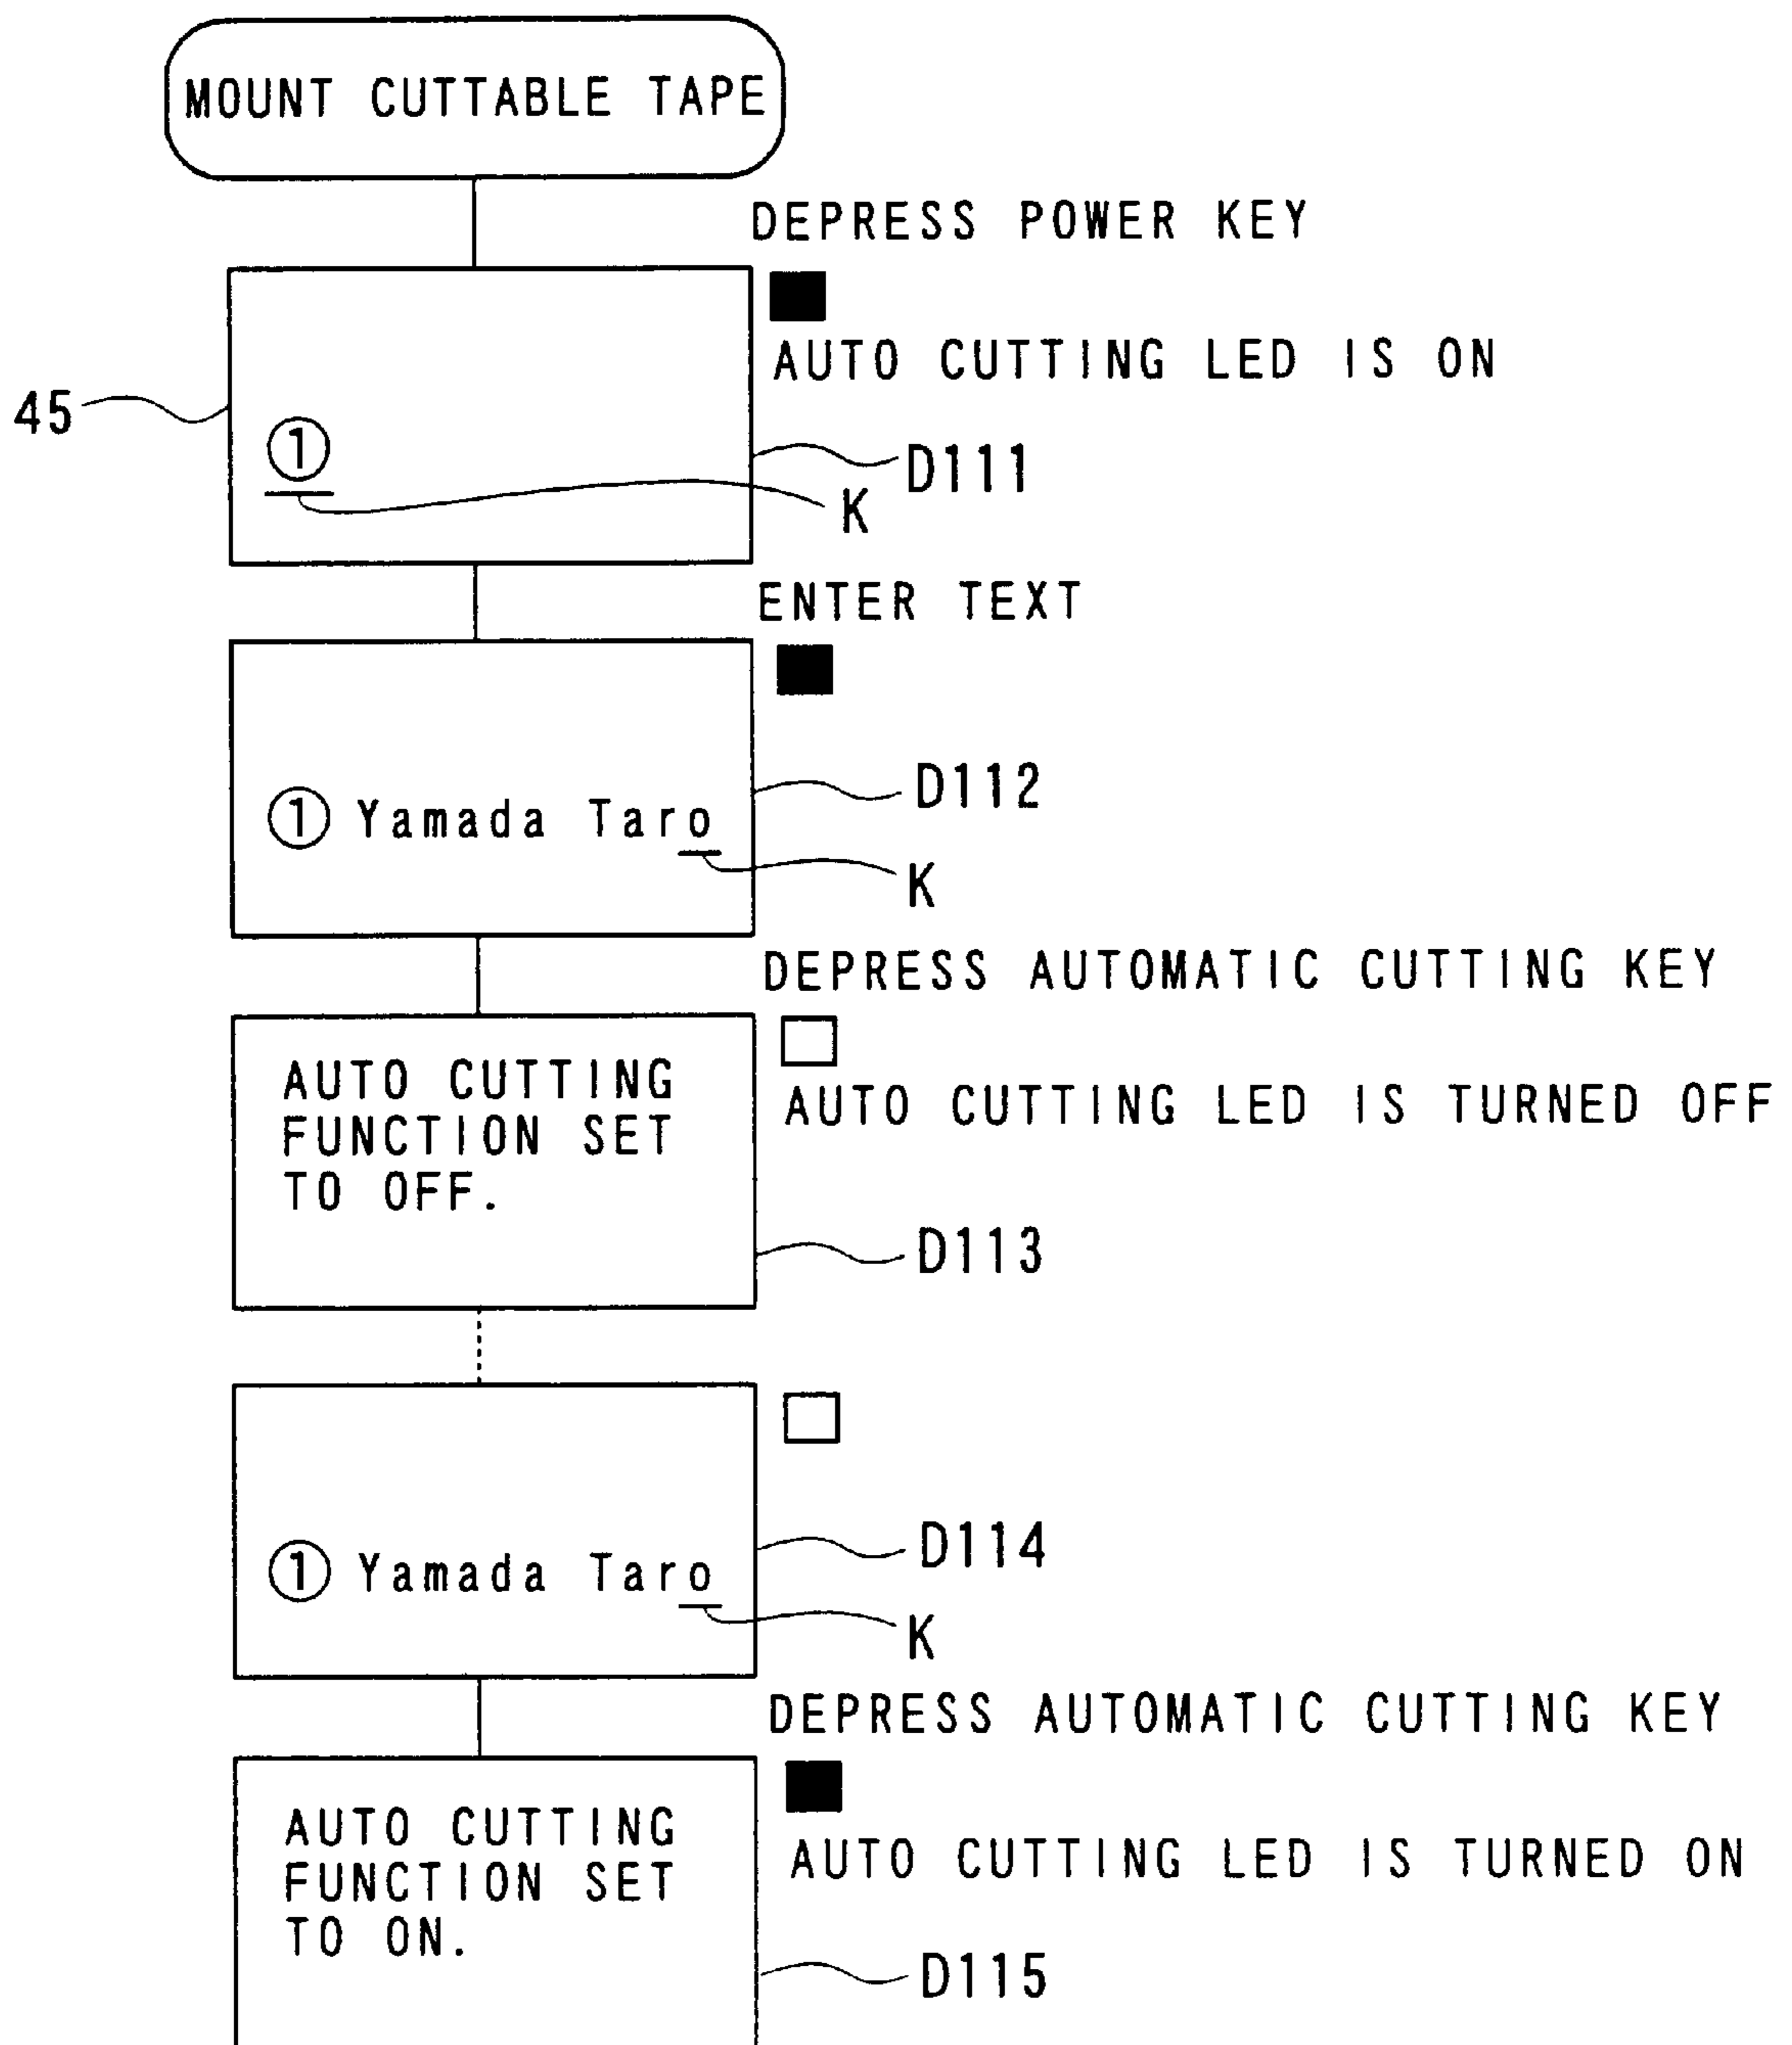 MOUNT CUTTABLE TAPE
DEPRESS POWER KEY
AUTO CUTTING LED IS ON
45
①
D111
K
ENTER TEXT
D112
① Yamada Taro
K
DEPRESS AUTOMATIC CUTTING KEY
AUTO CUTTING
FUNCTION SET
TO OFF.
AUTO CUTTING LED IS TURNED OFF
D113
D114
① Yamada Taro
K
DEPRESS AUTOMATIC CUTTING KEY
AUTO CUTTING
FUNCTION SET
TO ON.
AUTO CUTTING LED IS TURNED ON
D115